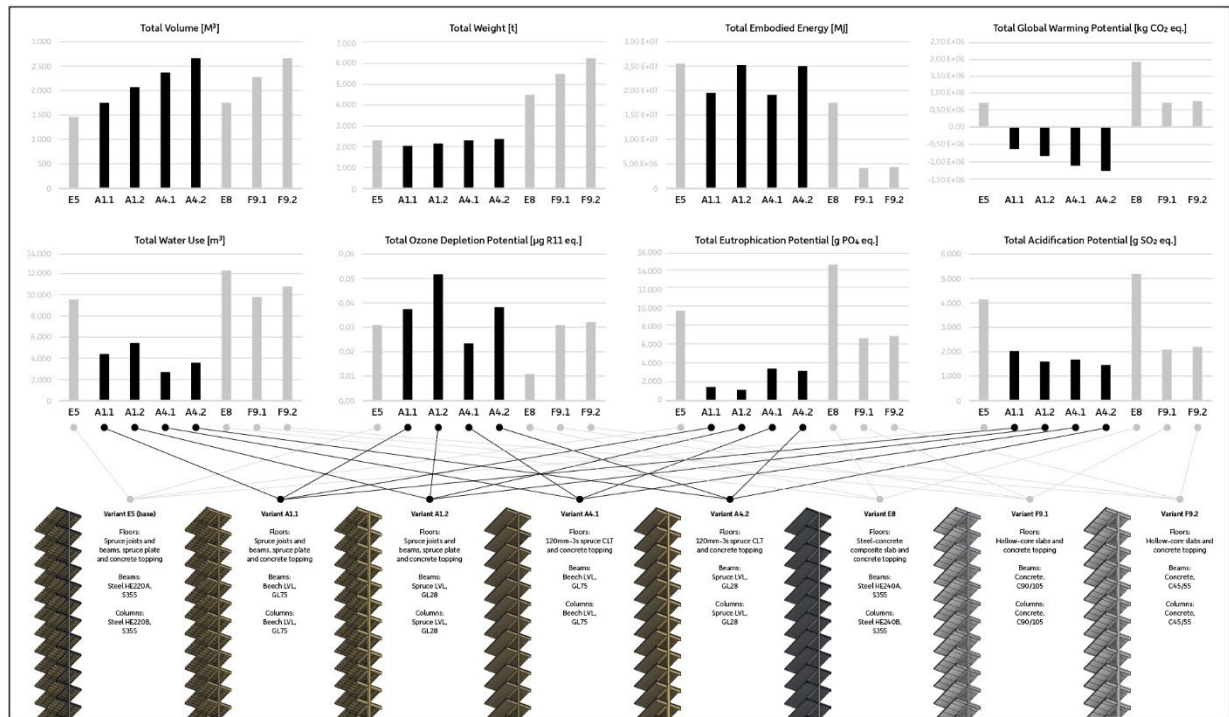 Total Volume [M³]
3.000
2.500
2.000
1.500
1.000
500
0
E5 A1.1 A1.2 A4.1 A4.2 E8 F9.1 F9.2
Total Weight [t]
7.000
6.000
5.000
4.000
3.000
2.000
1.000
0
E5 A1.1 A1.2 A4.1 A4.2 E8 F9.1 F9.2
Total Embodied Energy [MJ]
3,00 E+07
2,50E+07
2,00E+07
1,50E+07
1,00E+07
5,00 E+06
0
E5 A1.1 A1.2 A4.1 A4.2 E8 F9.1 F9.2
Total Global Warming Potential [kg CO₂ eq.]
2,50 E+06
2,00 E+06
1,50 E+06
1,00 E+06
0,50 E+06
0.00
-0,50E+06
-1,00E+06
-1,50 E+06
E5 A1.1 A1.2 A4.1 A4.2 E8 F9.1 F9.2
Total Water Use [m³]
14.000
12.000
10.000
8.000
6.000
4.000
2.000
0
E5 A1.1 A1.2 A4.1 A4.2 E8 F9.1 F9.2
Total Ozone Depletion Potential [µg R11 eq.]
0,06
0,05
0,04
0,03
0,02
0,01
0,00
E5 A1.1 A1.2 A4.1 A4.2 E8 F9.1 F9.2
Total Eutrophication Potential [g PO₄ eq.]
16.000
14.000
12.000
10.000
8.000
6.000
4.000
2.000
0
E5 A1.1 A1.2 A4.1 A4.2 E8 F9.1 F9.2
Total Acidification Potential [g SO₂ eq.]
6.000
5.000
4.000
3.000
2.000
1.000
0
E5 A1.1 A1.2 A4.1 A4.2 E8 F9.1 F9.2
Variant E5 (base)
Floors:
Spruce joists and
beams, spruce plate
and concrete topping
Beams:
Steel HE220A,
S355
Columns:
Steel HE220B,
S355
Variant A1.1
Floors:
Spruce joists and
beams, spruce plate
and concrete topping
Beams:
Beech LVL,
GL75
Columns:
Beech LVL,
GL75
Variant A1.2
Floors:
Spruce joists and
beams, spruce plate
and concrete topping
Beams:
Spruce LVL,
GL28
Columns:
Spruce LVL,
GL28
Variant A4.1
Floors:
120mm-3s spruce CLT
and concrete topping
Beams:
Beech LVL,
GL75
Columns:
Beech LVL,
GL75
Variant A4.2
Floors:
120mm-3s spruce CLT
and concrete topping
Beams:
Spruce LVL,
GL28
Columns:
Spruce LVL,
GL28
Variant E8
Floors:
Steel-concrete
composite slab and
concrete topping
Beams:
Steel HE240A,
S355
Columns:
Steel HE240B,
S355
Variant F9.1
Floors:
Hollow-core slabs and
concrete topping
Beams:
Concrete,
C90/105
Columns:
Concrete,
C90/105
Variant F9.2
Floors:
Hollow-core slabs and
concrete topping
Beams:
Concrete,
C45/55
Columns:
Concrete,
C45/55